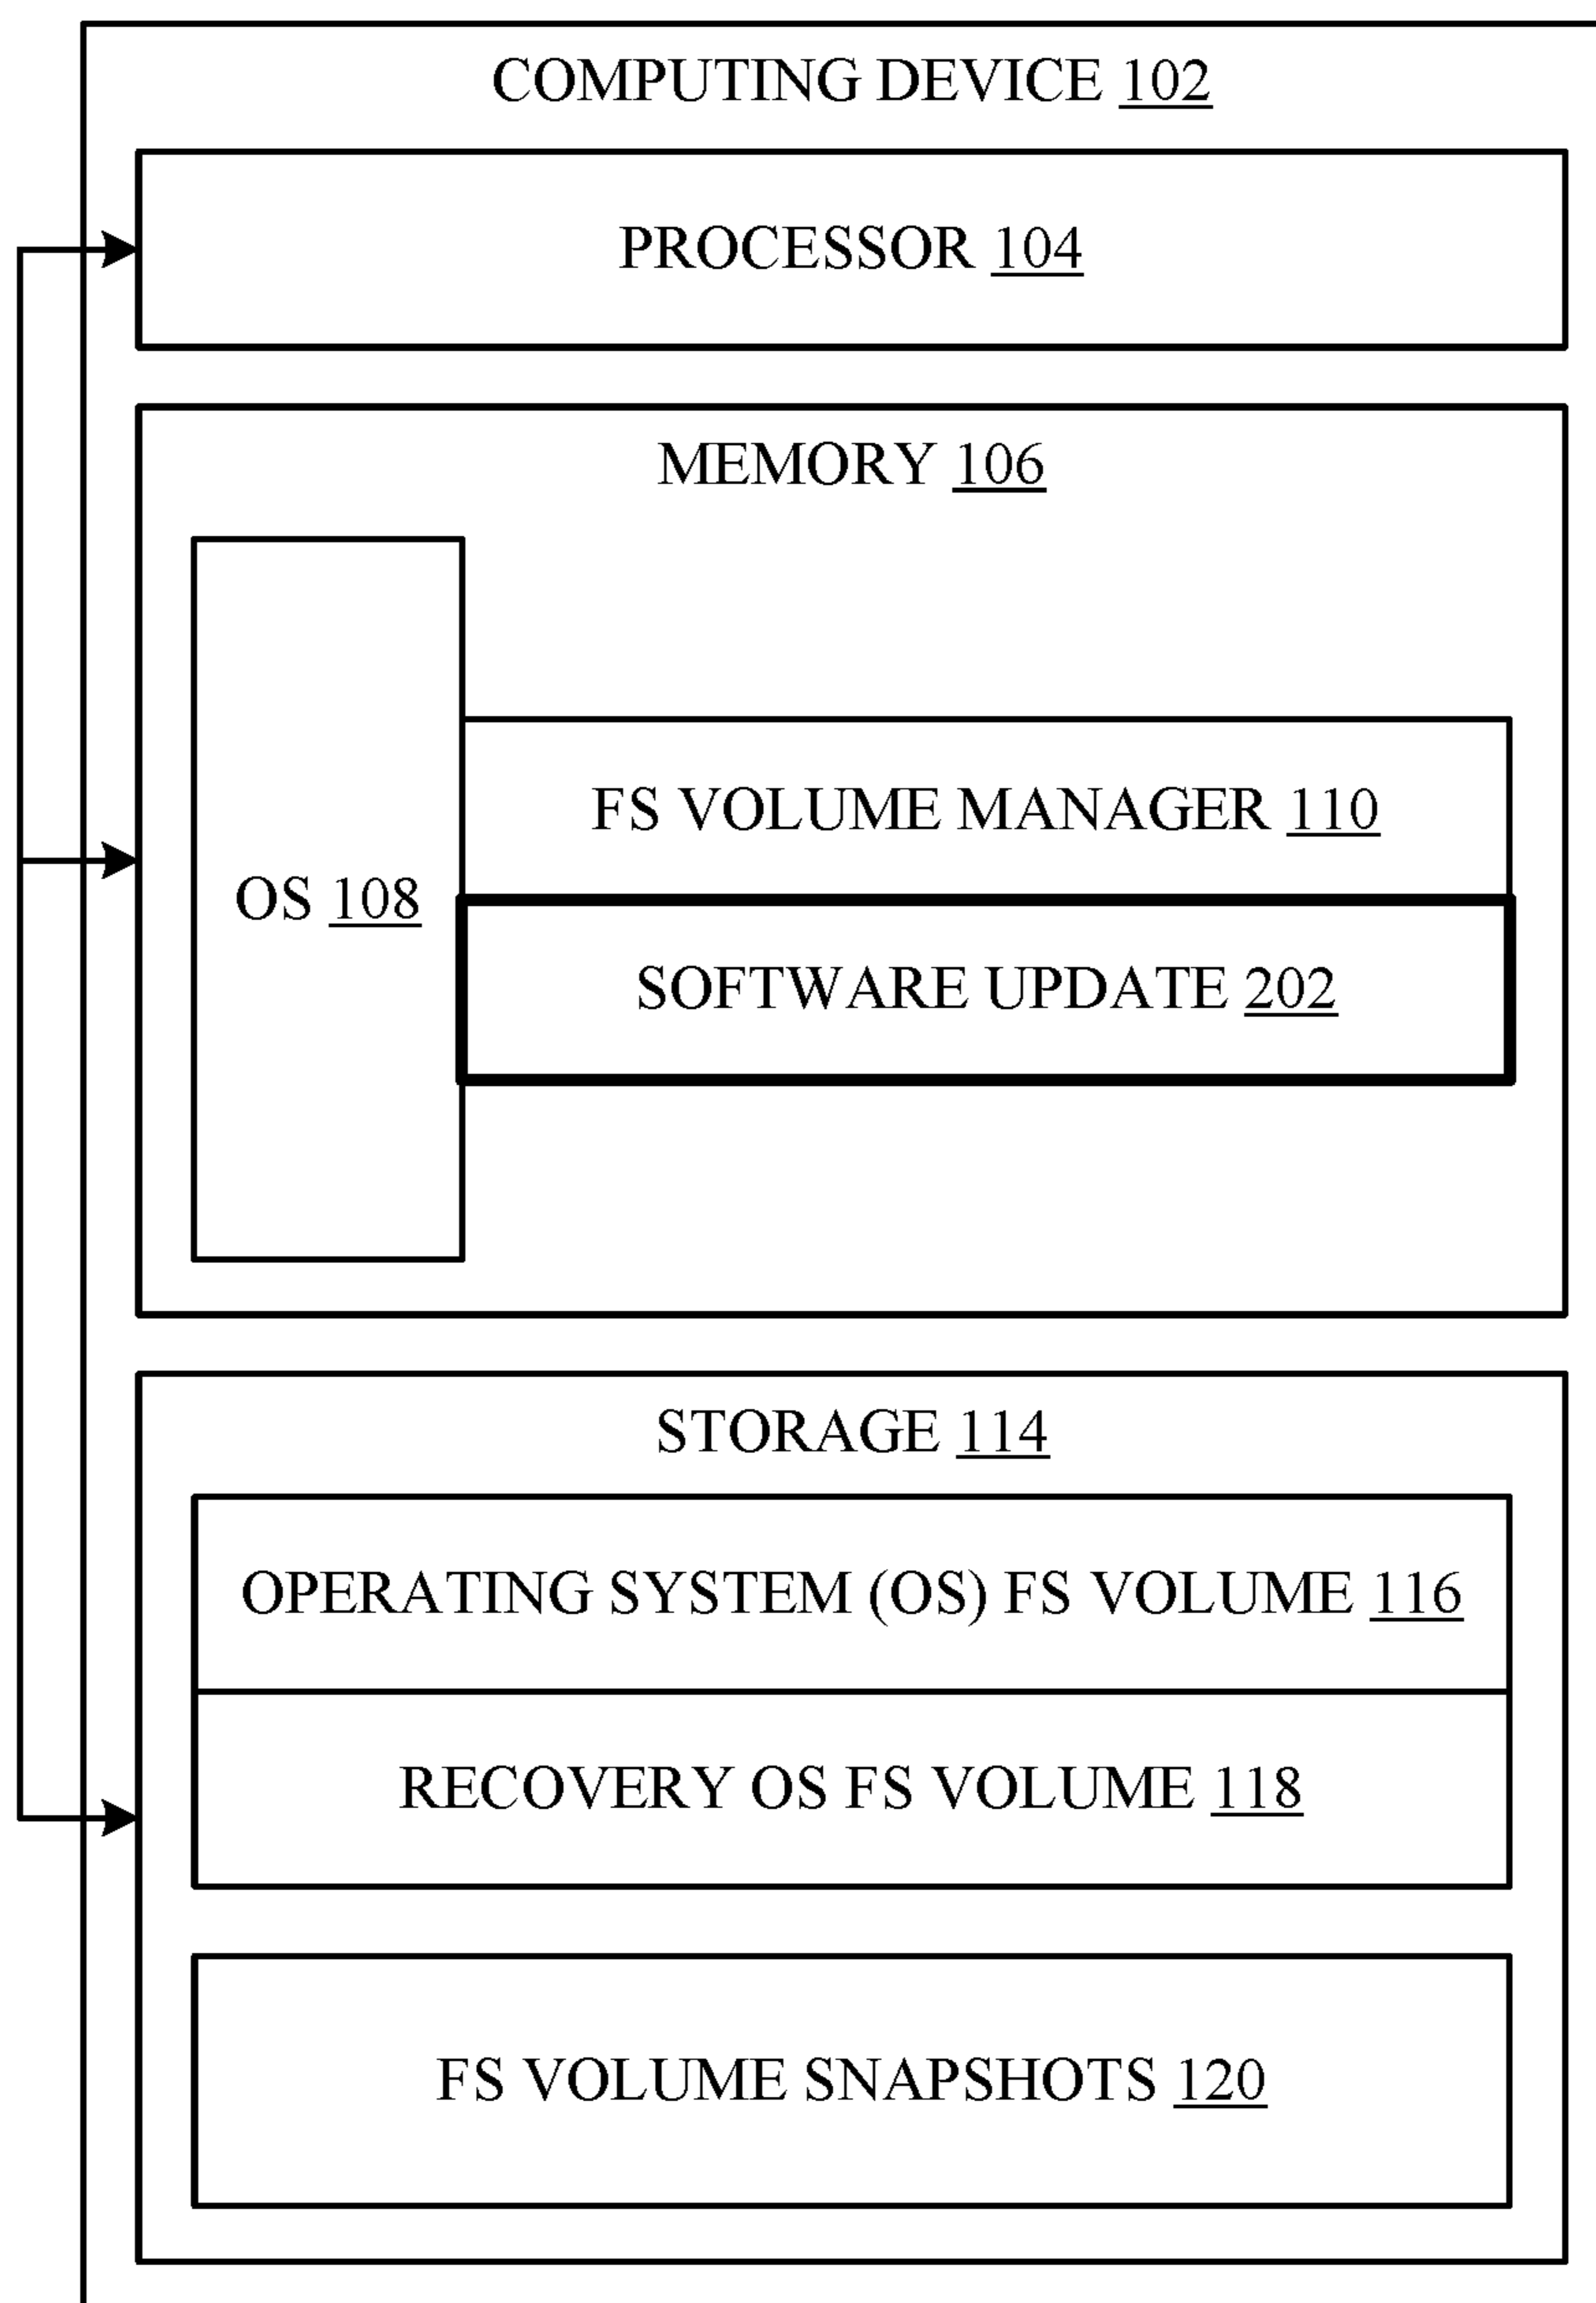 COMPUTING DEVICE 102
PROCESSOR 104
MEMORY 106
FS VOLUME MANAGER 110
OS 108
SOFTWARE UPDATE 202
STORAGE 114
OPERATING SYSTEM (OS) FS VOLUME 116
RECOVERY OS FS VOLUME 118
FS VOLUME SNAPSHOTS 120